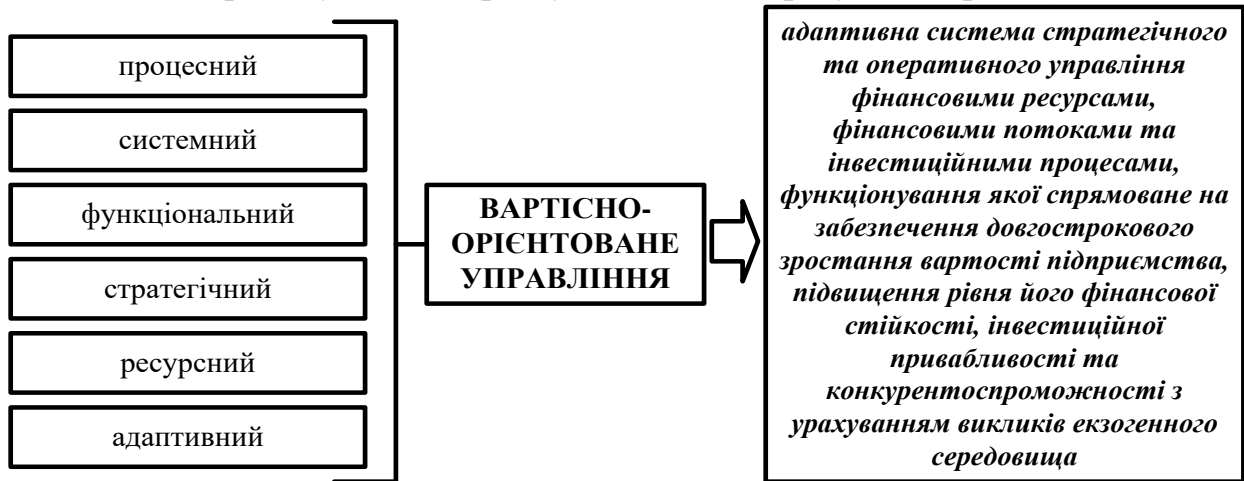 процесний
системний
функціональний
стратегічний
ресурсний
адаптивний
ВАРТІСНО-
ОРІЄНТОВАНЕ
УПРАВЛІННЯ
адаптивна система стратегічного
та оперативного управління
фінансовими ресурсами,
фінансовими потоками та
інвестиційними процесами,
функціонування якої спрямоване на
забезпечення довгострокового
зростання вартості підприємства,
підвищення рівня його фінансової
стійкості, інвестиційної
привабливості та
конкурентоспроможності з
урахуванням викликів екзогенного
середовища